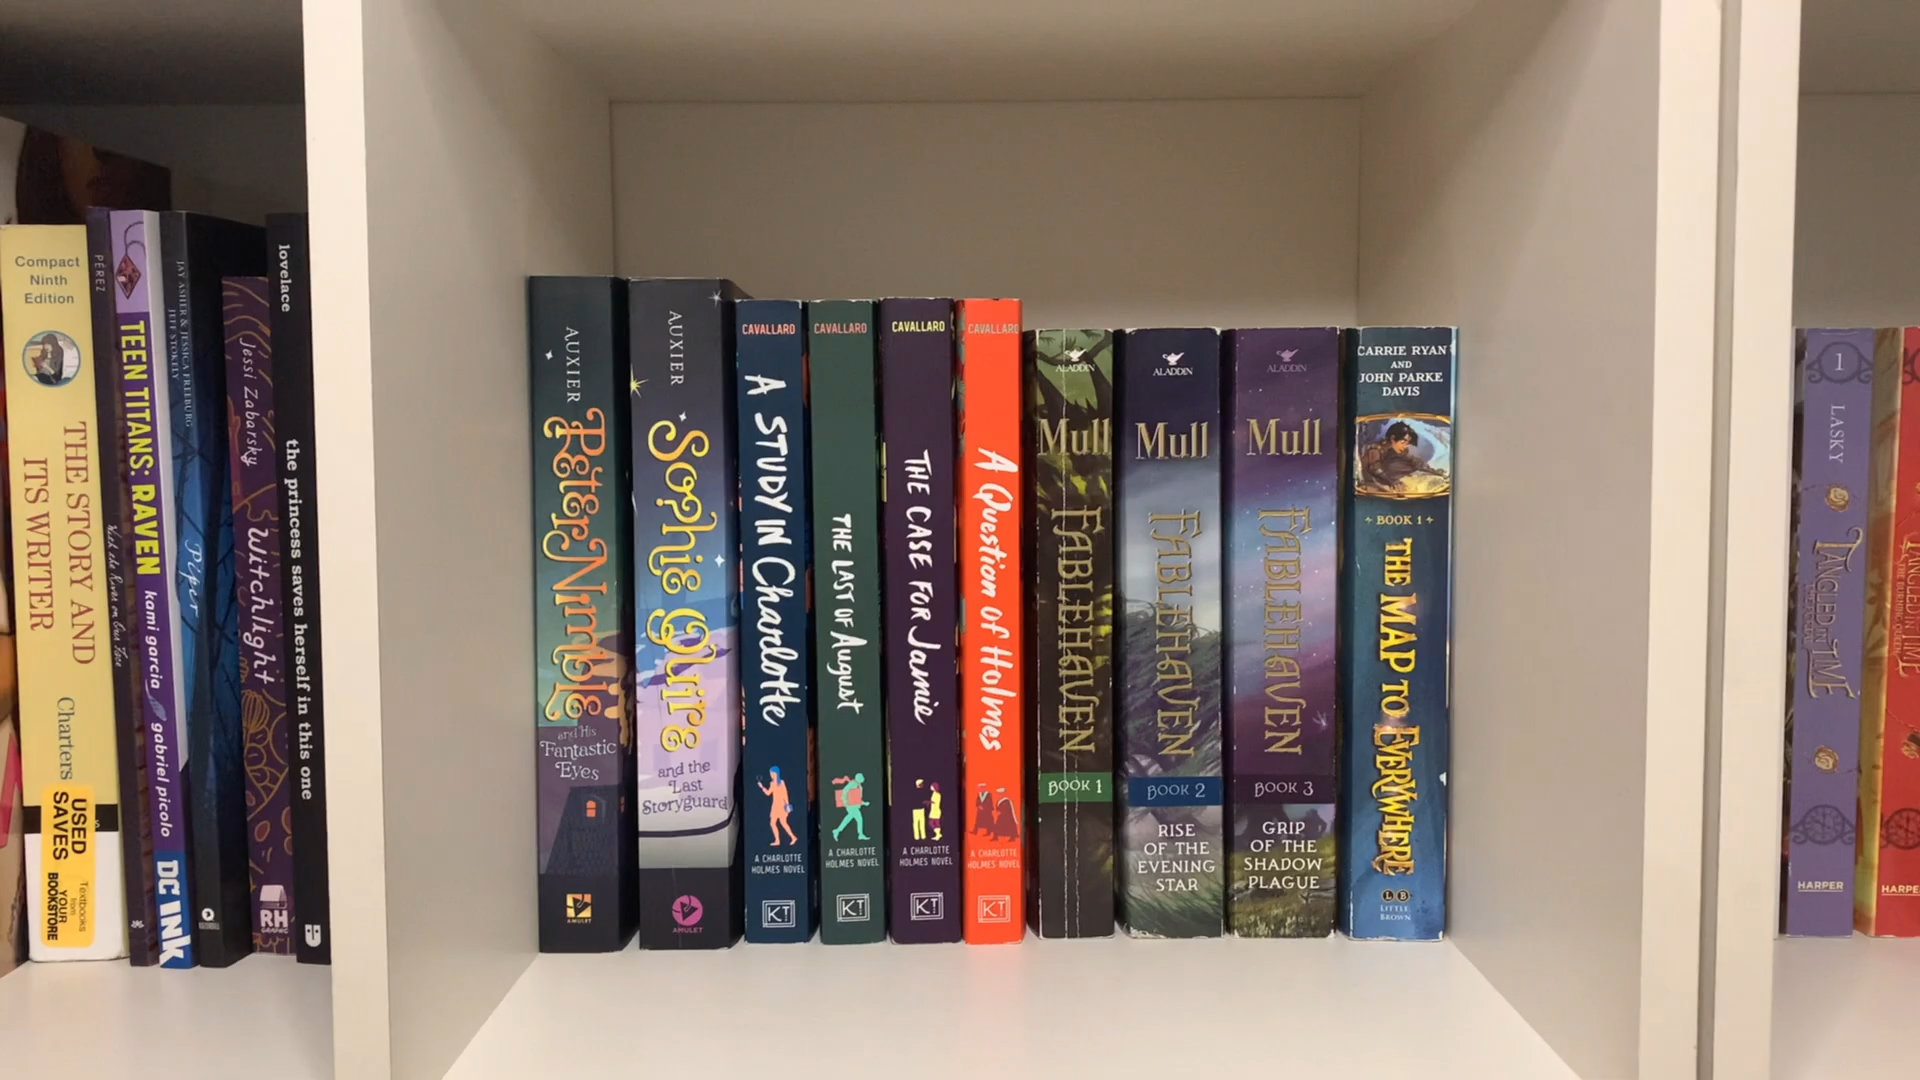 Compact
Ninth
Edition
THE STORY AND
ITS WRITER
Charters
USED
SAVES
Textbooks
from
YOUR
BOOKSTORE
PÉREZ
TEEN TITANS: RAVEN
kami garcia
gabriel picolo
DC INK
JAY ASHER & JESSICA FREEBURG
JEFF STOKELY
Piper
Jessi Zabarsky
Witchlight
RH
GRAPHIC
lovelace
the princess saves herself in this one
AUXIER
PETER NIMBLE
and His
Fantastic
Eyes
AMULET
AUXIER
Sophie Quire
and the
Last
Storyguard
AMULET
CAVALLARO
A STUDY IN Charlotte
A CHARLOTTE
HOLMES NOVEL
KT
CAVALLARO
THE LAST OF August
A CHARLOTTE
HOLMES NOVEL
KT
CAVALLARO
THE CASE FOR Jamie
A CHARLOTTE
HOLMES NOVEL
KT
CAVALLARO
A Question of Holmes
A CHARLOTTE
HOLMES NOVEL
KT
ALADDIN
Mull
FABLEHAVEN
BOOK 1
ALADDIN
Mull
FABLEHAVEN
BOOK 2
RISE
OF THE
EVENING
STAR
ALADDIN
Mull
FABLEHAVEN
BOOK 3
GRIP
OF THE
SHADOW
PLAGUE
CARRIE RYAN
AND
JOHN PARKE
DAVIS
BOOK 1
THE MAP TO EVERYWHERE
L B
LITTLE
BROWN
1
LASKY
TANGLED IN TIME
HARPER
TANGLED IN TIME
THE BURNING QUEEN
HARPE